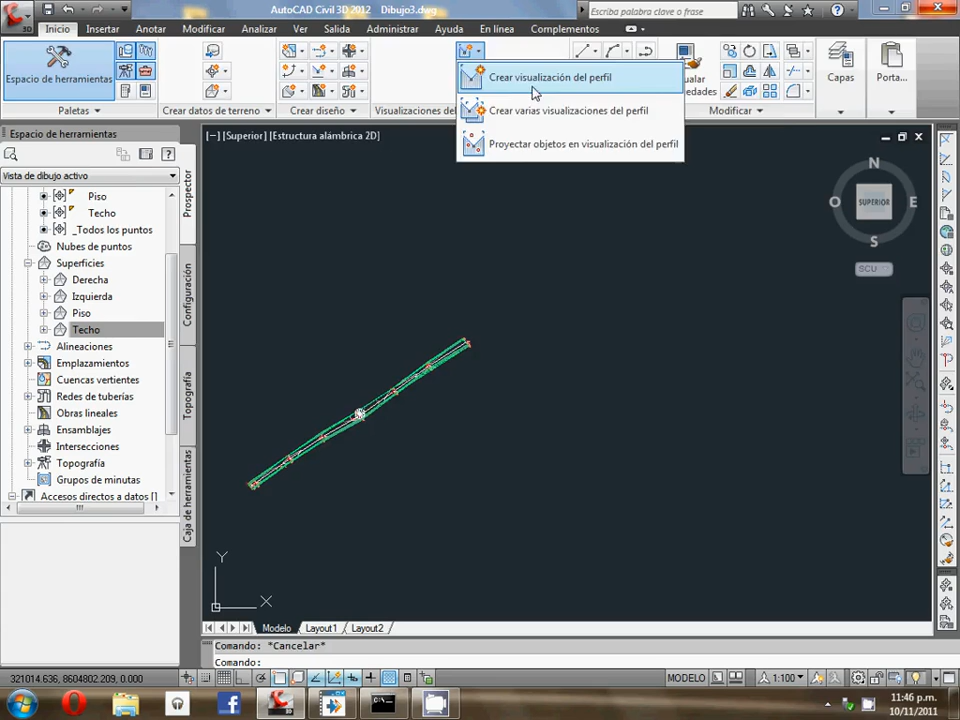 AutoCAD Civil 3D 2012 Dibujo3.dwg
Escribe palabra clave o frase
Inicio Insertar Anotar Modificar Analizar Ver Salida Administrar Ayuda En línea Complementos
Espacio de herramientas
Capas
Porta...
Paletas
Crear datos de terreno
Crear diseño
Modificar
Crear visualización del perfil
Crear varias visualizaciones del perfil
Proyectar objetos en visualización del perfil
Espacio de herramientas
Vista de dibujo activo
Piso
Techo
_Todos los puntos
Nubes de puntos
Superficies
Derecha
Izquierda
Piso
Techo
Alineaciones
Emplazamientos
Cuencas vertientes
Redes de tuberías
Obras lineales
Ensamblajes
Intersecciones
Topografía
Grupos de minutas
Accesos directos a datos []
Prospector
Configuración
Topografía
Caja de herramientas
[−] [Superior] [Estructura alámbrica 2D]
N
O
SUPERIOR
E
S
SCU
Y
X
Modelo Layout1 Layout2
Comando: *Cancelar*
Comando:
321014.636, 8604802.209, 0.000
MODELO
1:100
C:\
11:46 p.m.
10/11/2011